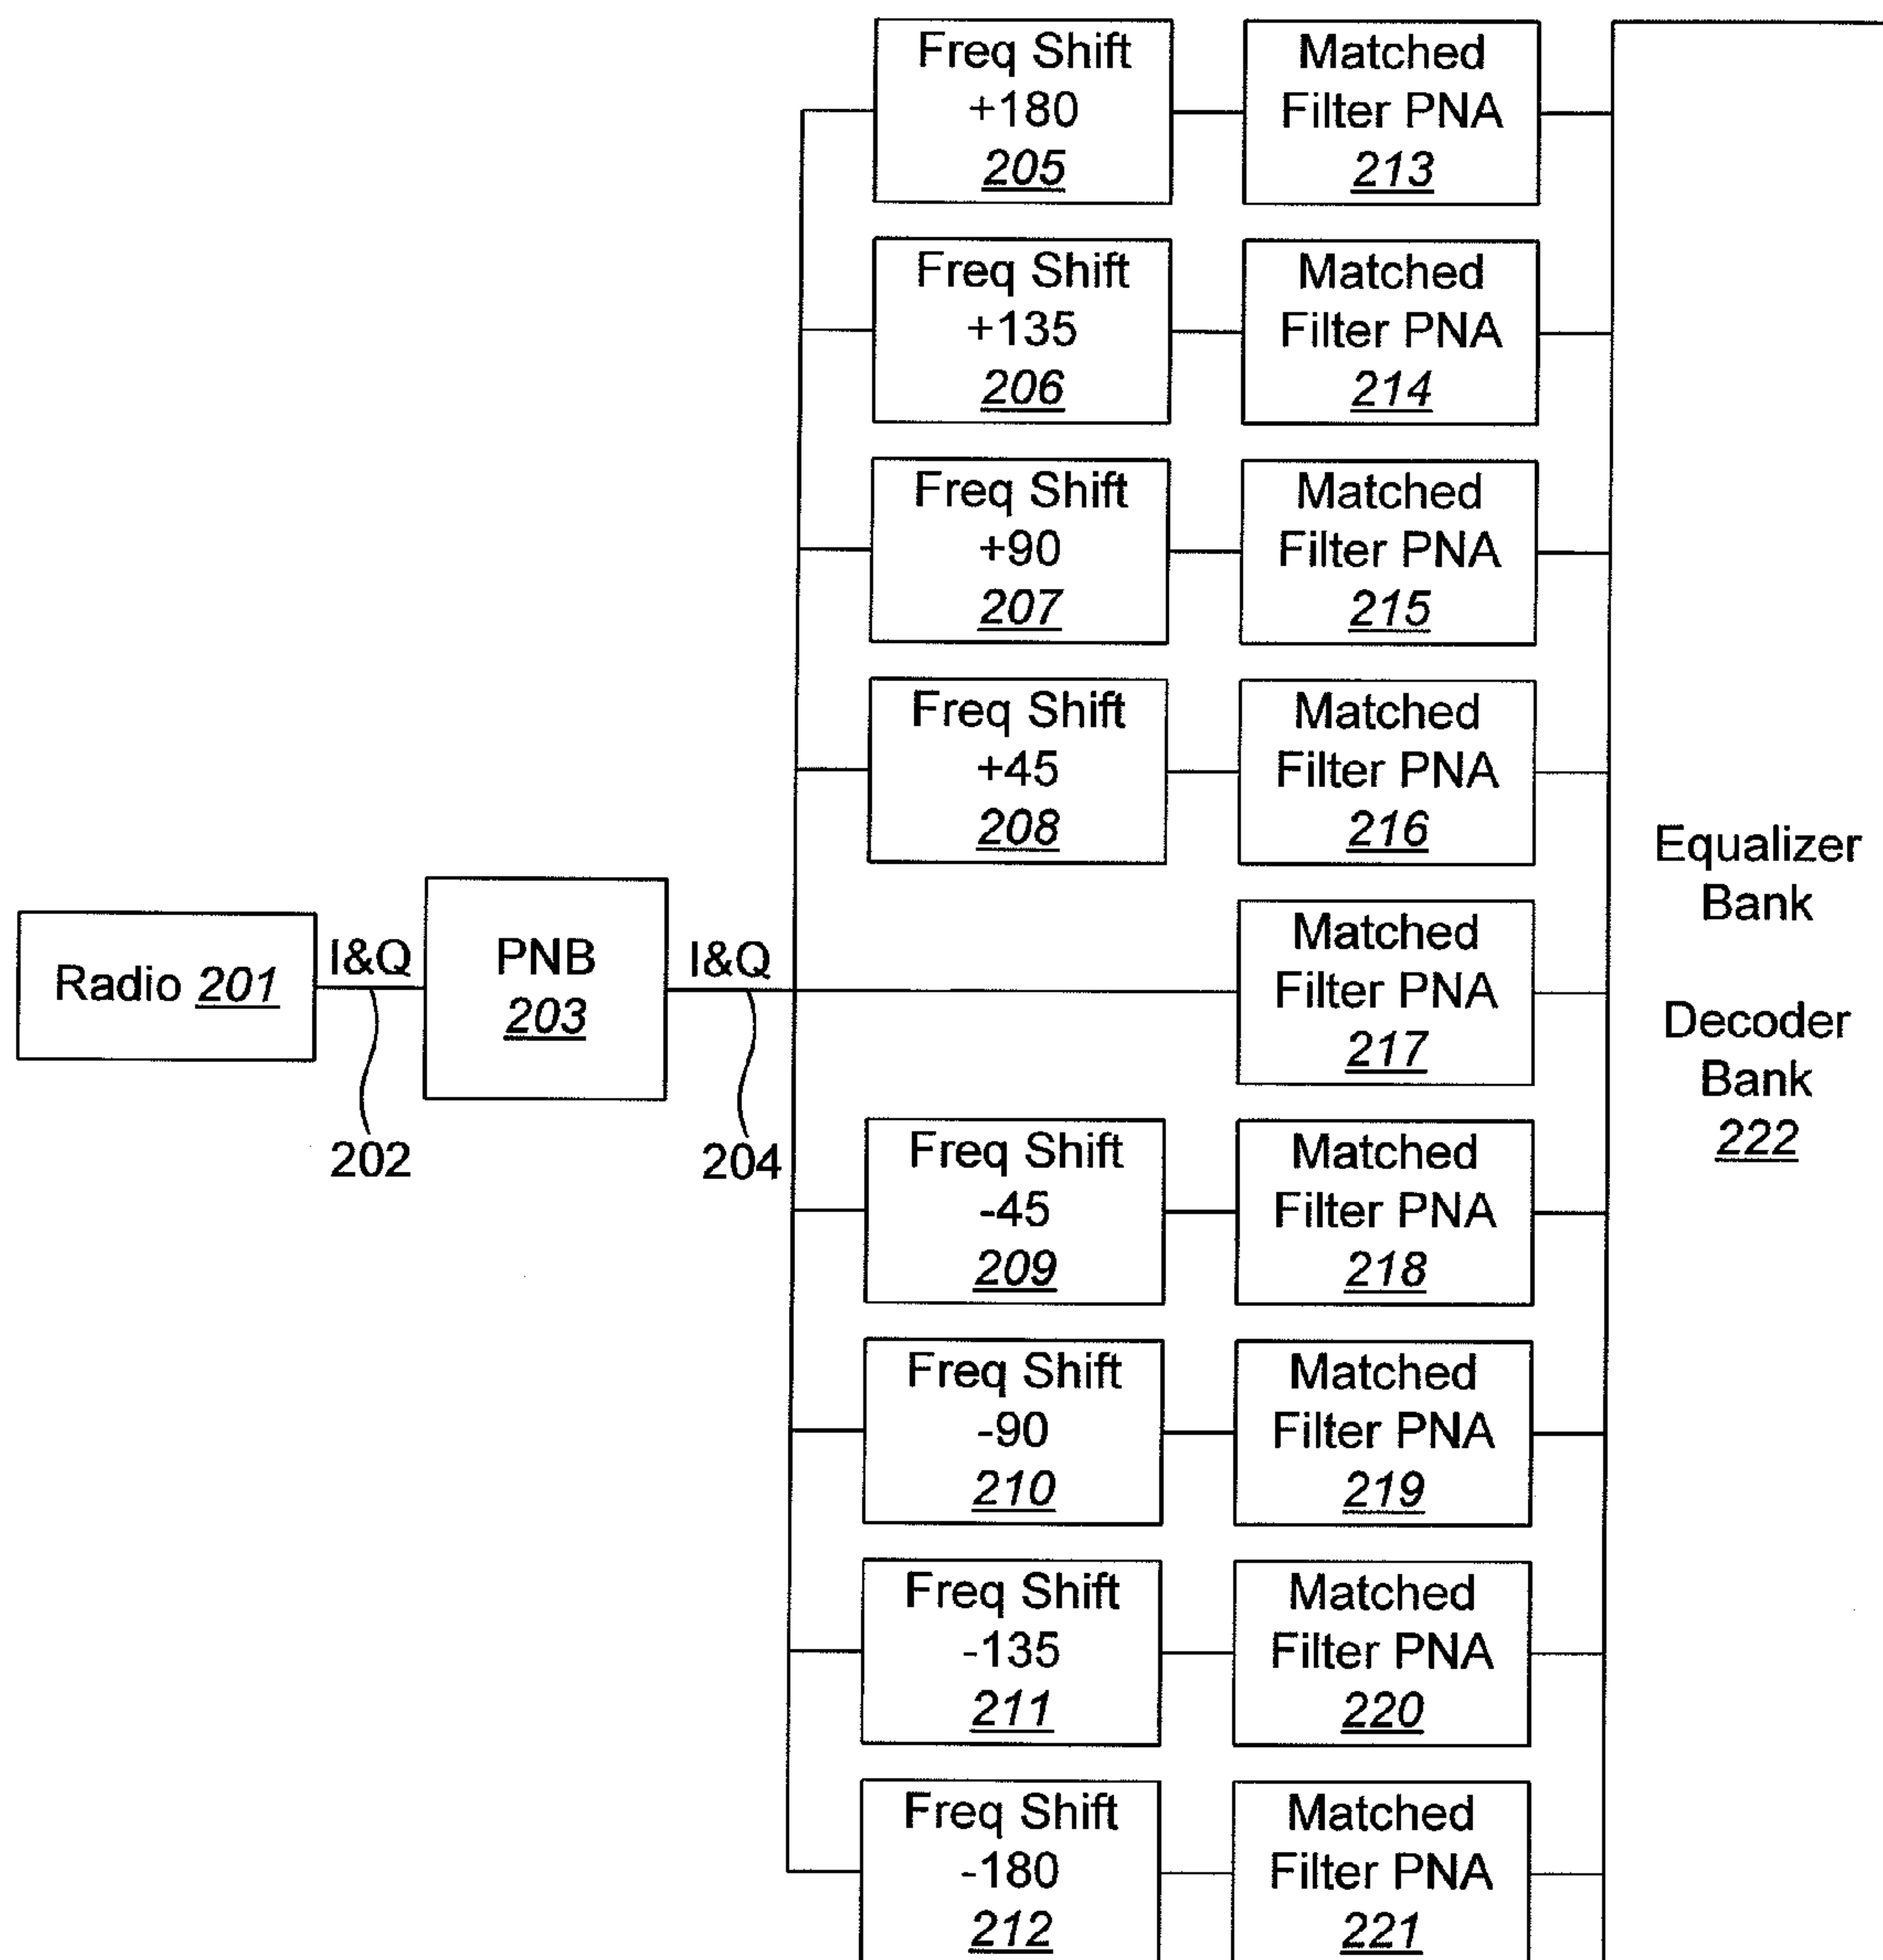 Freq Shift
+180
205
Matched
Filter PNA
213
Freq Shift
+135
206
Matched
Filter PNA
214
Freq Shift
+90
207
Matched
Filter PNA
215
Freq Shift
+45
208
Matched
Filter PNA
216
Radio 201
I&Q
202
PNB
203
I&Q
204
Matched
Filter PNA
217
Freq Shift
-45
209
Matched
Filter PNA
218
Freq Shift
-90
210
Matched
Filter PNA
219
Freq Shift
-135
211
Matched
Filter PNA
220
Freq Shift
-180
212
Matched
Filter PNA
221
Equalizer
Bank
Decoder
Bank
222